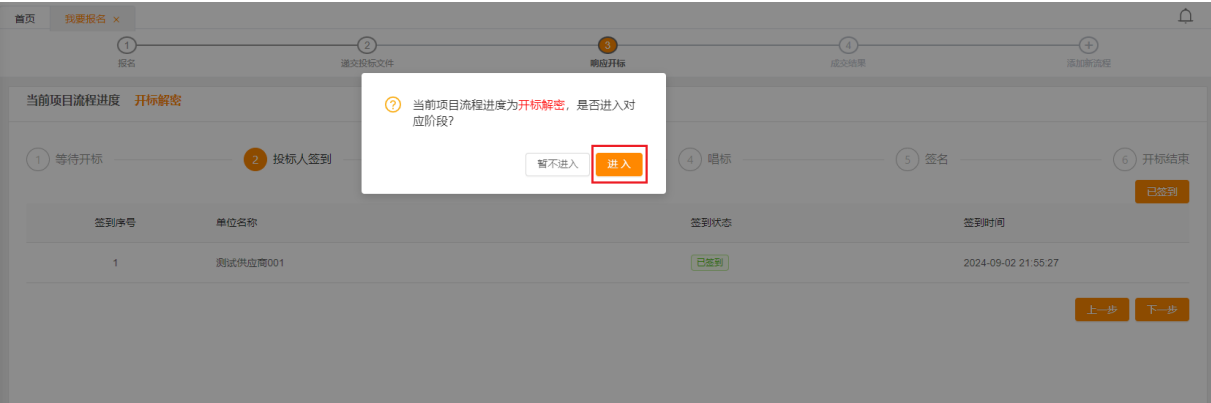 首页 我要报名 ×
1 2 3 4 +
报名 递交投标文件 响应开标 成交结果 添加新流程
当前项目流程进度 开标解密
? 当前项目流程进度为开标解密，是否进入对
应阶段？
暂不进入 进 入
1 等待开标 2 投标人签到 4 唱标 5 签名 6 开标结束
已签到
签到序号 单位名称 签到状态 签到时间
1 测试供应商001 已签到 2024-09-02 21:55:27
上一步 下一步